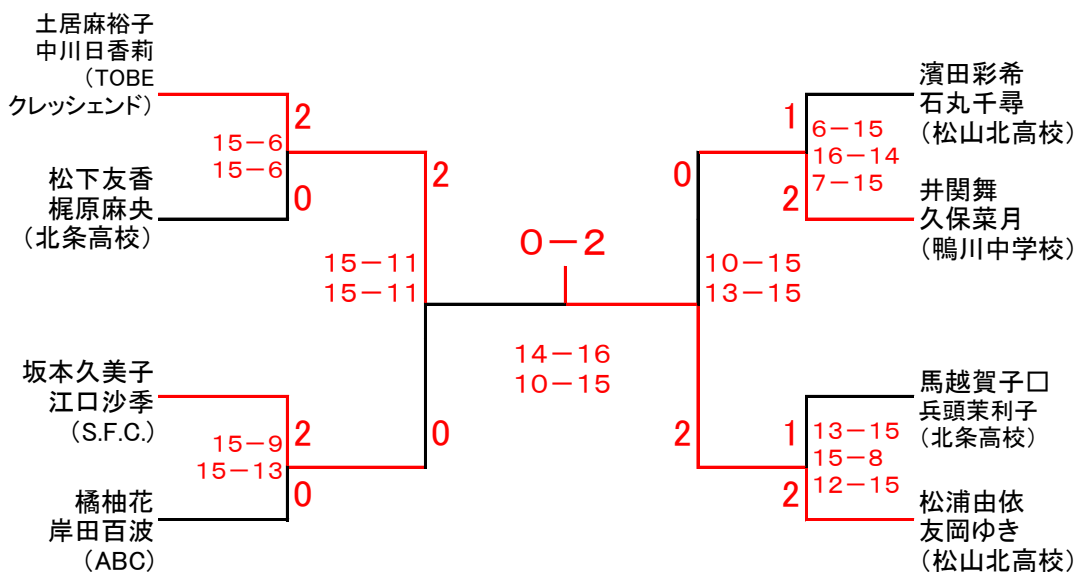 土居麻裕子
中川日香莉
（TOBE
クレッシェンド）
2
15－6
15－6
松下友香
梶原麻央
（北条高校）
0
2
15－11
15－11
坂本久美子
江口沙季
（S.F.C.）
2
15－9
15－13
橘柚花
岸田百波
（ABC）
0
0
0－2
14－16
10－15
濱田彩希
石丸千尋
（松山北高校）
1
6－15
16－14
7－15
井関舞
久保菜月
（鴨川中学校）
2
0
10－15
13－15
馬越賀子口
兵頭茉利子
（北条高校）
1
13－15
15－8
12－15
松浦由依
友岡ゆき
（松山北高校）
2
2